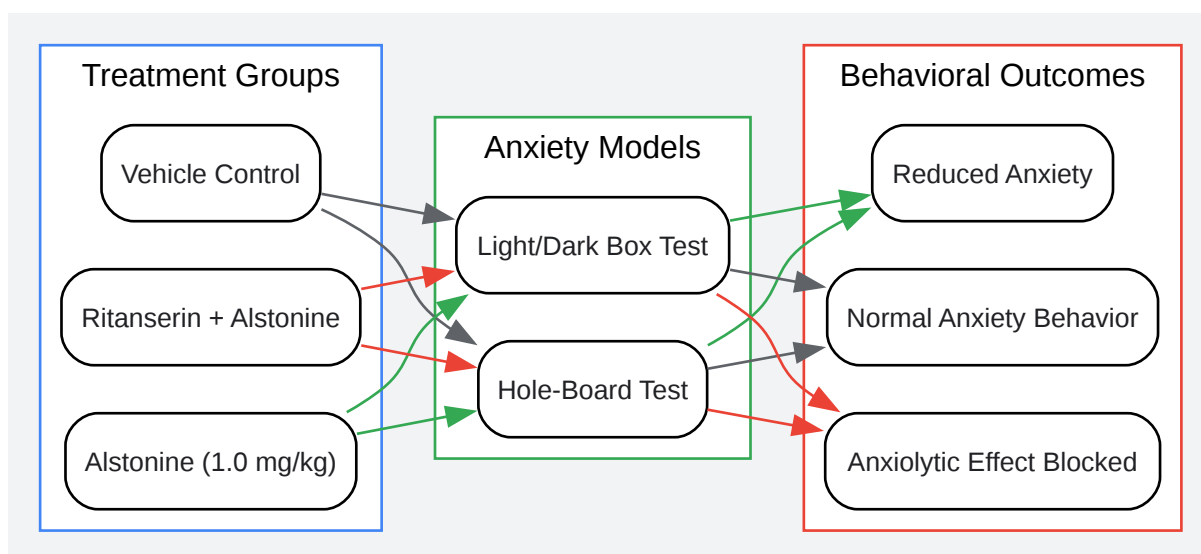 Treatment Groups
Vehicle Control
Ritanserin + Alstonine
Alstonine (1.0 mg/kg)
Anxiety Models
Light/Dark Box Test
Hole-Board Test
Behavioral Outcomes
Reduced Anxiety
Normal Anxiety Behavior
Anxiolytic Effect Blocked